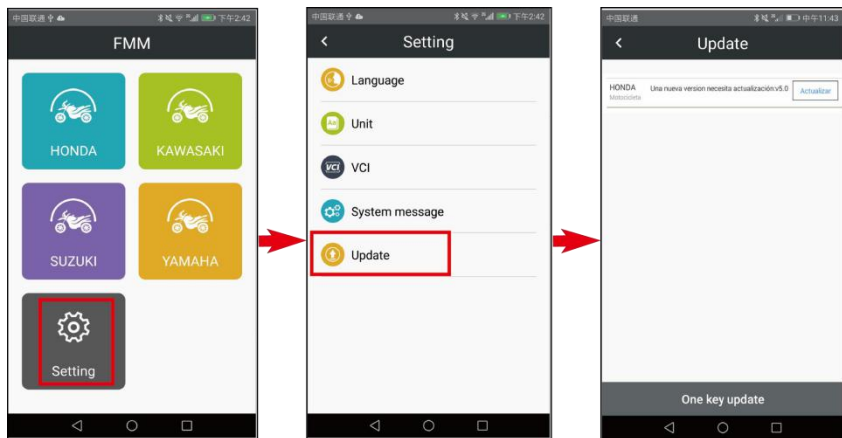 中国联通
下午2:42
FMM
HONDA
KAWASAKI
SUZUKI
YAMAHA
Setting
中国联通
下午2:42
Setting
Language
Unit
VCI
VCI
System message
Update
中国联通
中午11:43
Update
HONDA
Una nueva version necesita actualización:v5.0
Actualizar
Motocicleta
One key update